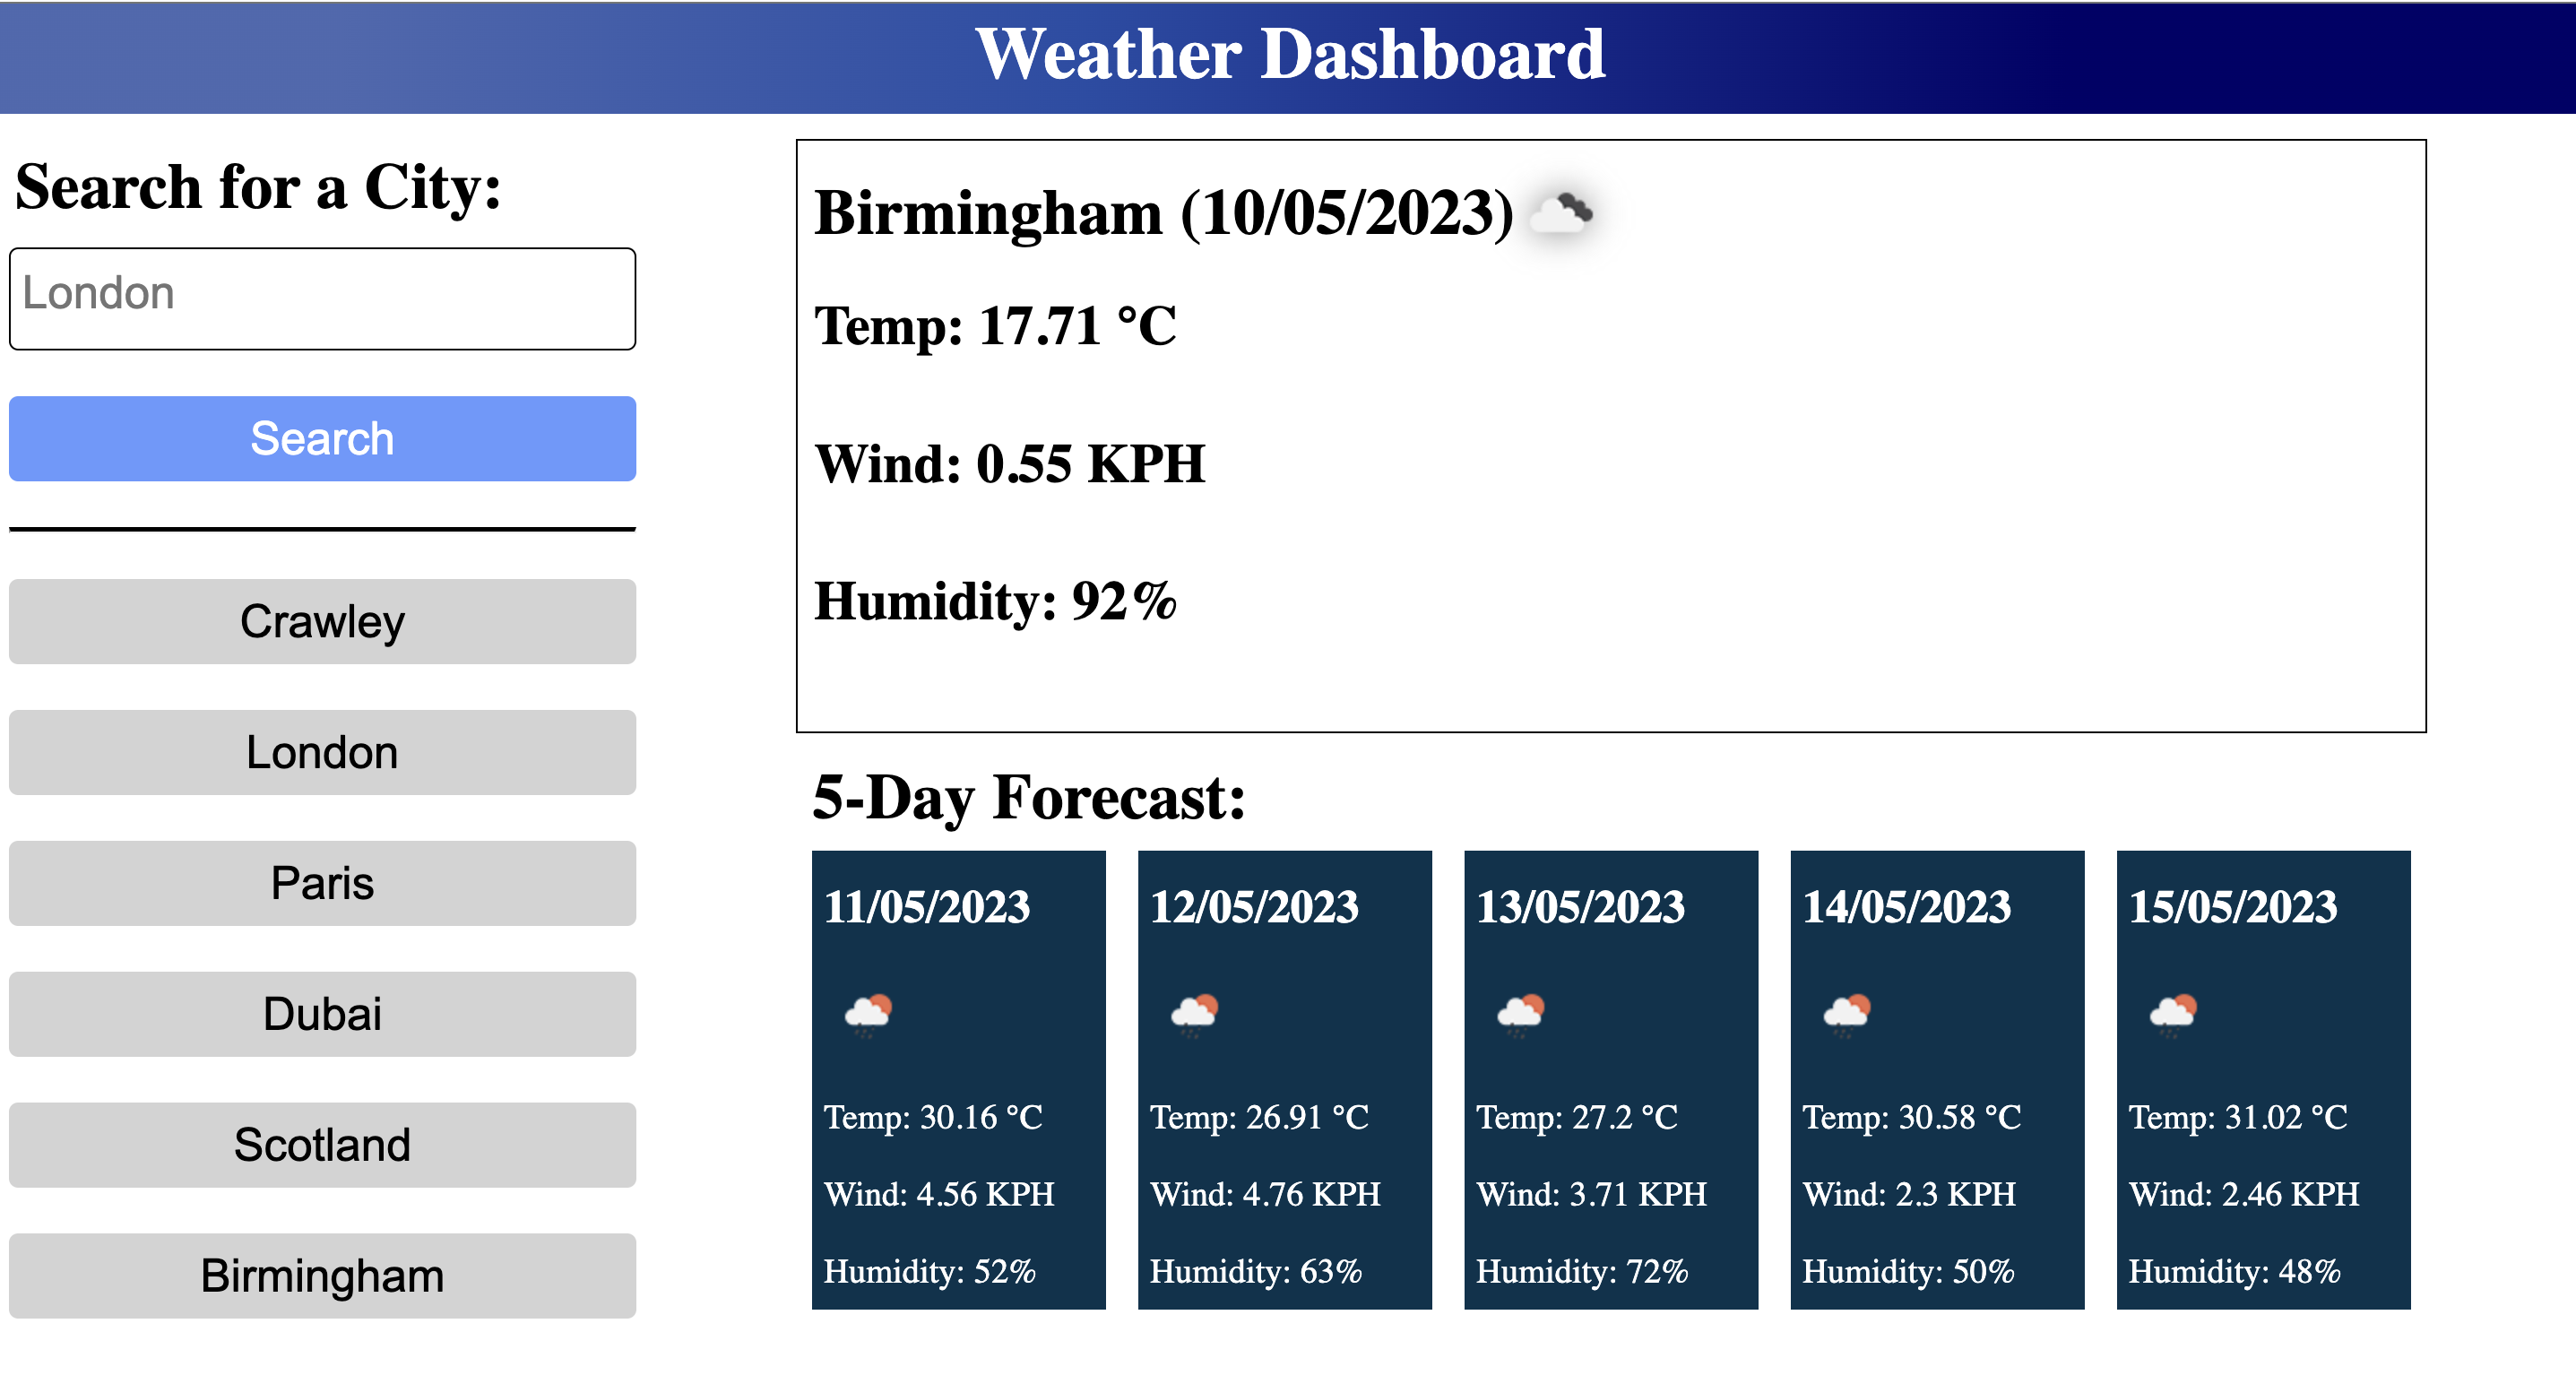 Weather Dashboard
Search for a City:
London
Search
Crawley
London
Paris
Dubai
Scotland
Birmingham
Birmingham (10/05/2023)
Temp: 17.71 °C
Wind: 0.55 KPH
Humidity: 92%
5-Day Forecast:
11/05/2023
Temp: 30.16 °C
Wind: 4.56 KPH
Humidity: 52%
12/05/2023
Temp: 26.91 °C
Wind: 4.76 KPH
Humidity: 63%
13/05/2023
Temp: 27.2 °C
Wind: 3.71 KPH
Humidity: 72%
14/05/2023
Temp: 30.58 °C
Wind: 2.3 KPH
Humidity: 50%
15/05/2023
Temp: 31.02 °C
Wind: 2.46 KPH
Humidity: 48%